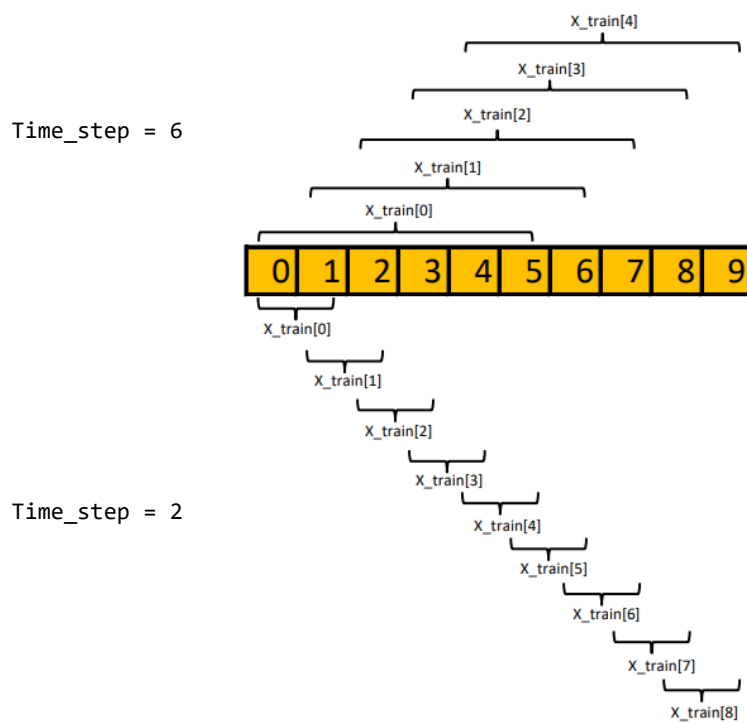 X_train[4]
X_train[3]
X_train[2]
Time_step = 6
X_train[1]
X_train[0]
0 1 2 3 4 5 6 7 8 9
X_train[0]
X_train[1]
X_train[2]
X_train[3]
Time_step = 2
X_train[4]
X_train[5]
X_train[6]
X_train[7]
X_train[8]